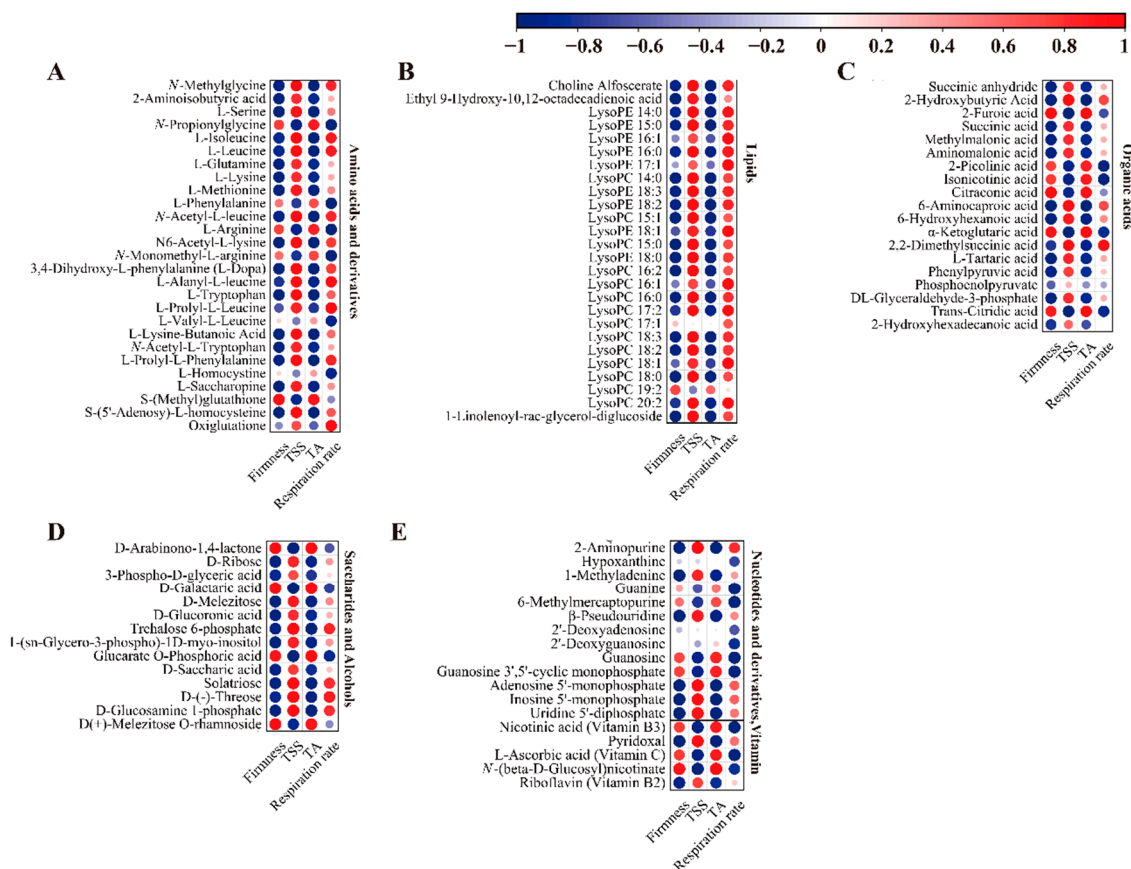 −1 −0.8 −0.6 −0.4 −0.2 0 0.2 0.4 0.6 0.8 1
A
N-Methylglycine
2-Aminoisobutyric acid
L-Serine
N-Propionylglycine
L-Isoleucine
L-Leucine
L-Glutamine
L-Lysine
L-Methionine
L-Phenylalanine
N-Acetyl-L-leucine
L-Arginine
N6-Acetyl-L-lysine
N-Monomethyl-L-arginine
3,4-Dihydroxy-L-phenylalanine (L-Dopa)
L-Alanyl-L-leucine
L-Tryptophan
L-Prolyl-L-Leucine
L-Valyl-L-Leucine
L-Lysine-Butanoic Acid
N-Acetyl-L-Tryptophan
L-Prolyl-L-Phenylalanine
L-Homocystine
L-Saccharopine
S-(Methyl)glutathione
S-(5'-Adenosy)-L-homocysteine
Oxiglutatione
Amino acids and derivatives
Firmness
TSS
TA
Respiration rate
B
Choline Alfoscerate
Ethyl 9-Hydroxy-10,12-octadecadienoic acid
LysoPE 14:0
LysoPE 15:0
LysoPE 16:1
LysoPE 16:0
LysoPE 17:1
LysoPC 14:0
LysoPE 18:3
LysoPE 18:2
LysoPC 15:1
LysoPE 18:1
LysoPC 15:0
LysoPE 18:0
LysoPC 16:2
LysoPC 16:1
LysoPC 16:0
LysoPC 17:2
LysoPC 17:1
LysoPC 18:3
LysoPC 18:2
LysoPC 18:1
LysoPC 18:0
LysoPC 19:2
LysoPC 20:2
1-Linolenoyl-rac-glycerol-diglucoside
Lipids
Firmness
TSS
TA
Respiration rate
C
Succinic anhydride
2-Hydroxybutyric Acid
2-Furoic acid
Succinic acid
Methylmalonic acid
Aminomalonic acid
2-Picolinic acid
Isonicotinic acid
Citraconic acid
6-Aminocaproic acid
6-Hydroxyhexanoic acid
α-Ketoglutaric acid
2,2-Dimethylsuccinic acid
L-Tartaric acid
Phenylpyruvic acid
Phosphoenolpyruvate
DL-Glyceraldehyde-3-phosphate
Trans-Citridic acid
2-Hydroxyhexadecanoic acid
Organic acids
Firmness
TSS
TA
Respiration rate
D
D-Arabinono-1,4-lactone
D-Ribose
3-Phospho-D-glyceric acid
D-Galactaric acid
D-Melezitose
D-Glucoronic acid
Trehalose 6-phosphate
1-(sn-Glycero-3-phospho)-1D-myo-inositol
Glucarate O-Phosphoric acid
D-Saccharic acid
Solatriose
D-(-)-Threose
D-Glucosamine 1-phosphate
D(+)-Melezitose O-rhamnoside
Saccharides and Alcohols
Firmness
TSS
TA
Respiration rate
E
2-Aminopurine
Hypoxanthine
1-Methyladenine
Guanine
6-Methylmercaptopurine
β-Pseudouridine
2'-Deoxyadenosine
2'-Deoxyguanosine
Guanosine
Guanosine 3',5'-cyclic monophosphate
Adenosine 5'-monophosphate
Inosine 5'-monophosphate
Uridine 5'-diphosphate
Nicotinic acid (Vitamin B3)
Pyridoxal
L-Ascorbic acid (Vitamin C)
N-(beta-D-Glucosyl)nicotinate
Riboflavin (Vitamin B2)
Nucleotides and derivatives,Vitamin
Firmness
TSS
TA
Respiration rate